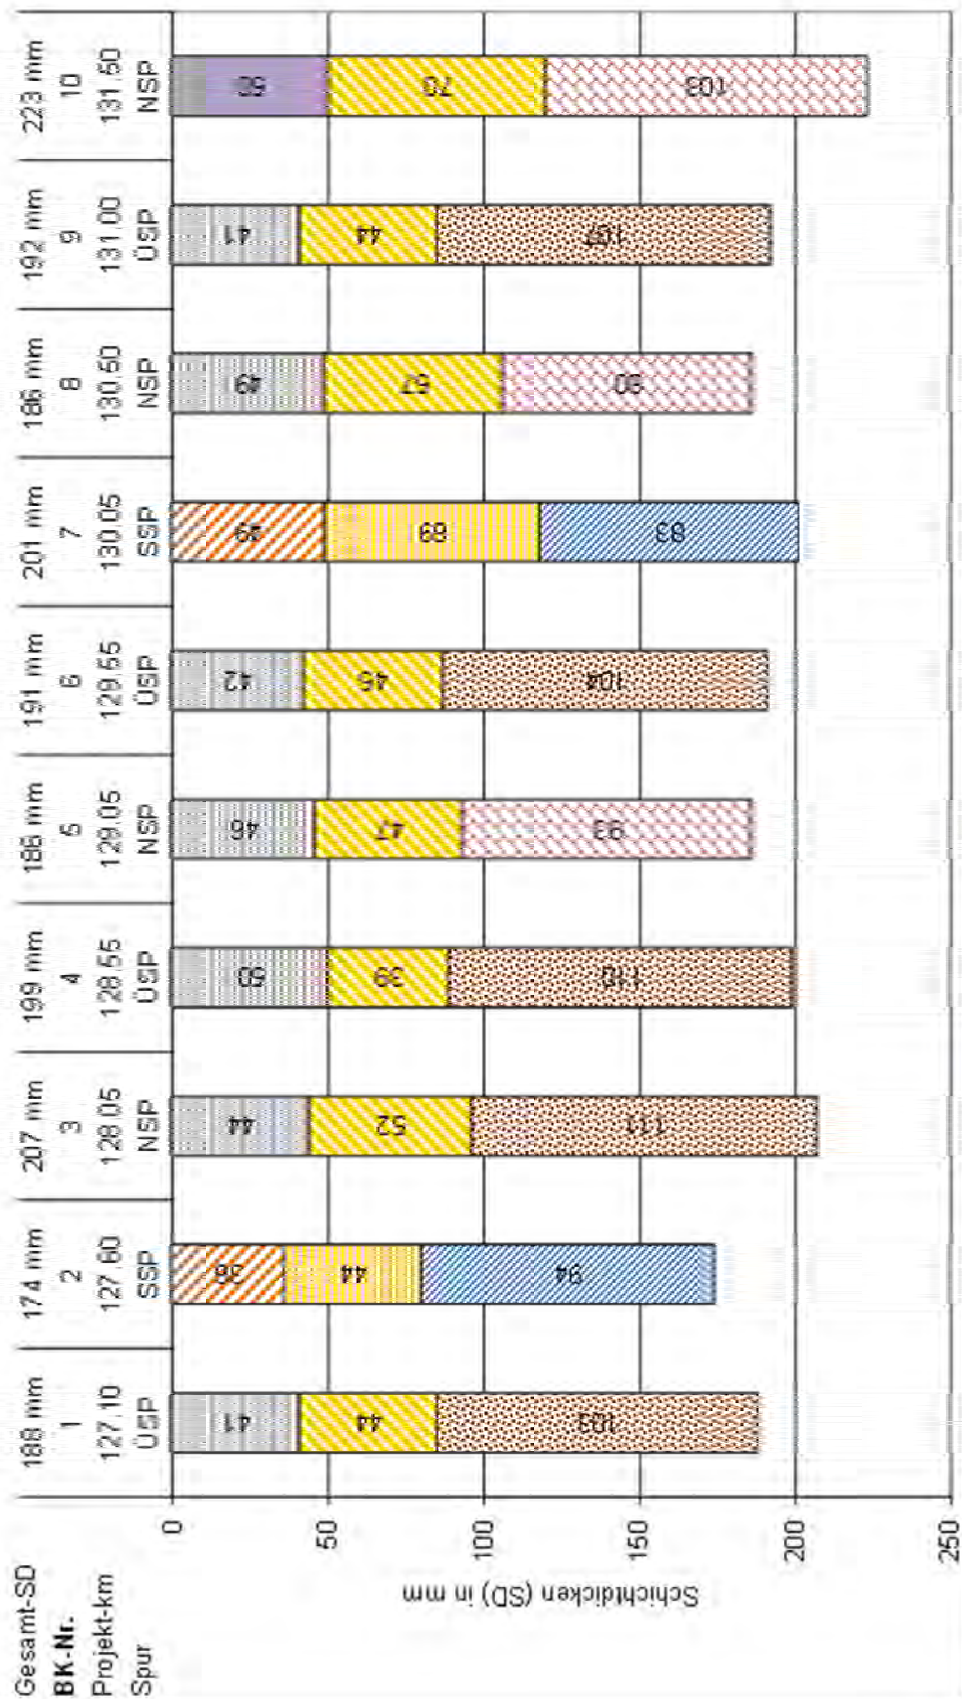 Gesamt-SD 188 mm 174 mm 207 mm 199 mm 186 mm 191 mm 201 mm 186 mm 192 mm 223 mm
BK-Nr. 1 2 3 4 5 6 7 8 9 10
Projekt-km 127.10 127.60 128.05 128.55 129.05 129.55 130.05 130.50 131.00 131.50
Spur ÜSP SSP NSP ÜSP NSP ÜSP SSP NSP ÜSP NSP
0
50
100
150
200
250
Schichtdicken (SD) in mm
41 36 44 50 46 42 49 49 41 50
44 44 52 39 47 45 69 57 44 70
103 94 111 110 93 104 83 80 107 103